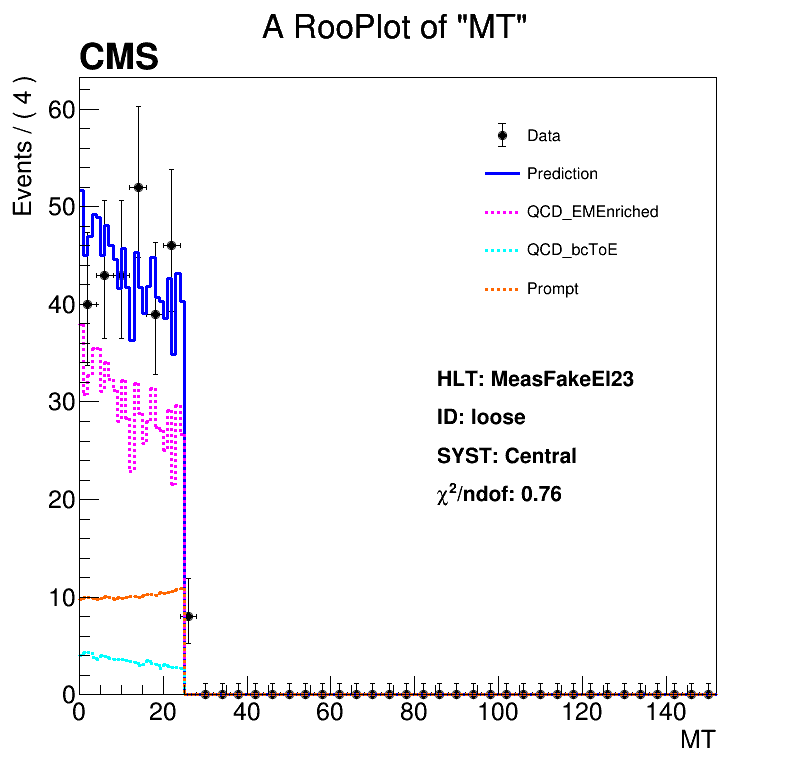 A RooPlot of "MT"
CMS
Events / ( 4 )
60
50
40
30
20
10
0
Data
Prediction
QCD_EMEnriched
QCD_bcToE
Prompt
HLT: MeasFakeEl23
ID: loose
SYST: Central
χ²/ndof: 0.76
0 20 40 60 80 100 120 140
MT